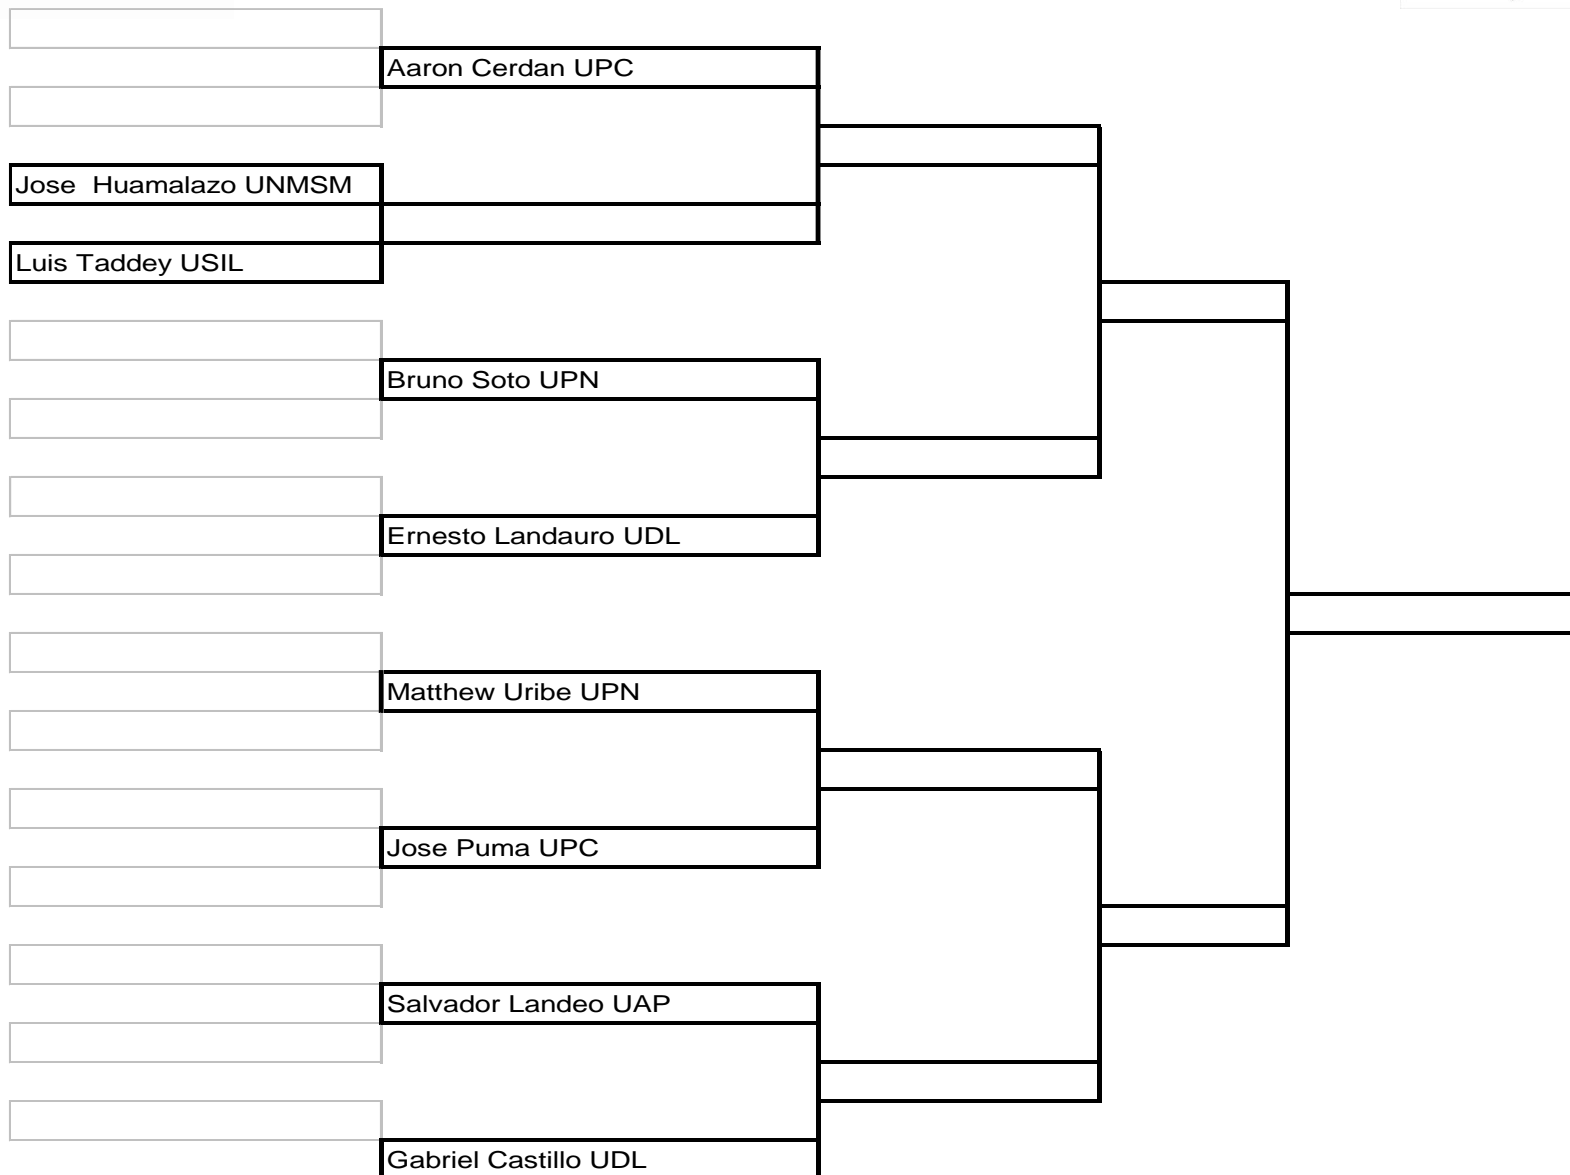 Aaron Cerdan UPC
Jose  Huamalazo UNMSM
Luis Taddey USIL
Bruno Soto UPN
Ernesto Landauro UDL
Matthew Uribe UPN
Jose Puma UPC
Salvador Landeo UAP
Gabriel Castillo UDL